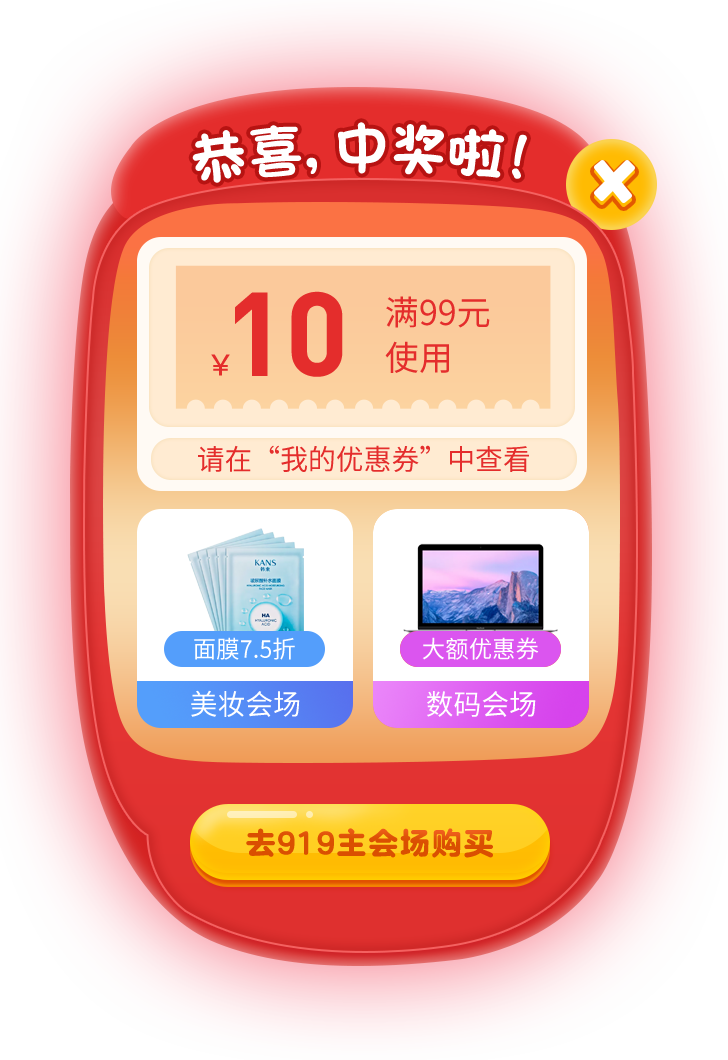 恭喜，中奖啦！
¥10
满99元
使用
请在“我的优惠券”中查看
KANS
韩束
HA
HYALURONIC
ACID
面膜7.5折
大额优惠券
美妆会场
数码会场
去919主会场购买